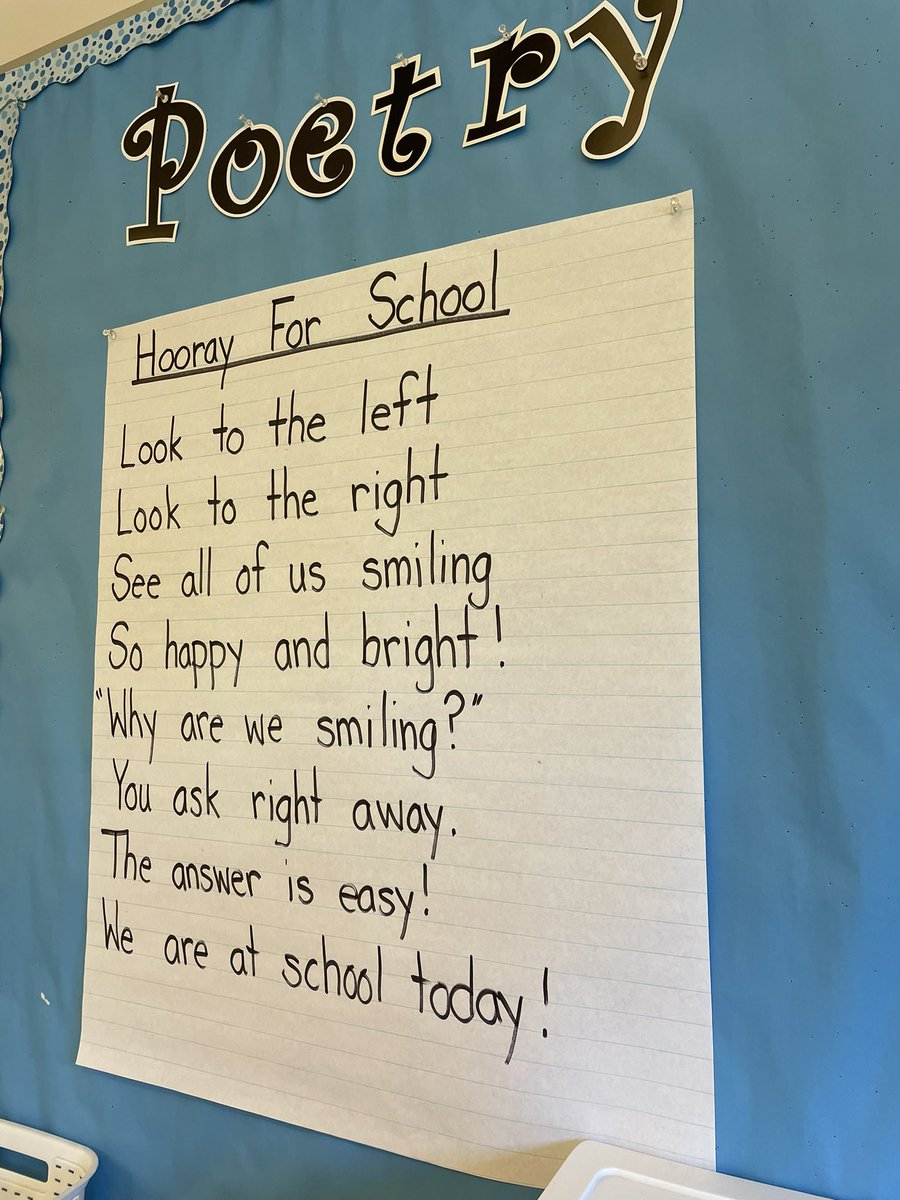 Poetry
Hooray For School
Look to the left
Look to the right
See all of us smiling
So happy and bright!
"Why are we smiling?"
You ask right away.
The answer is easy!
We are at school today!